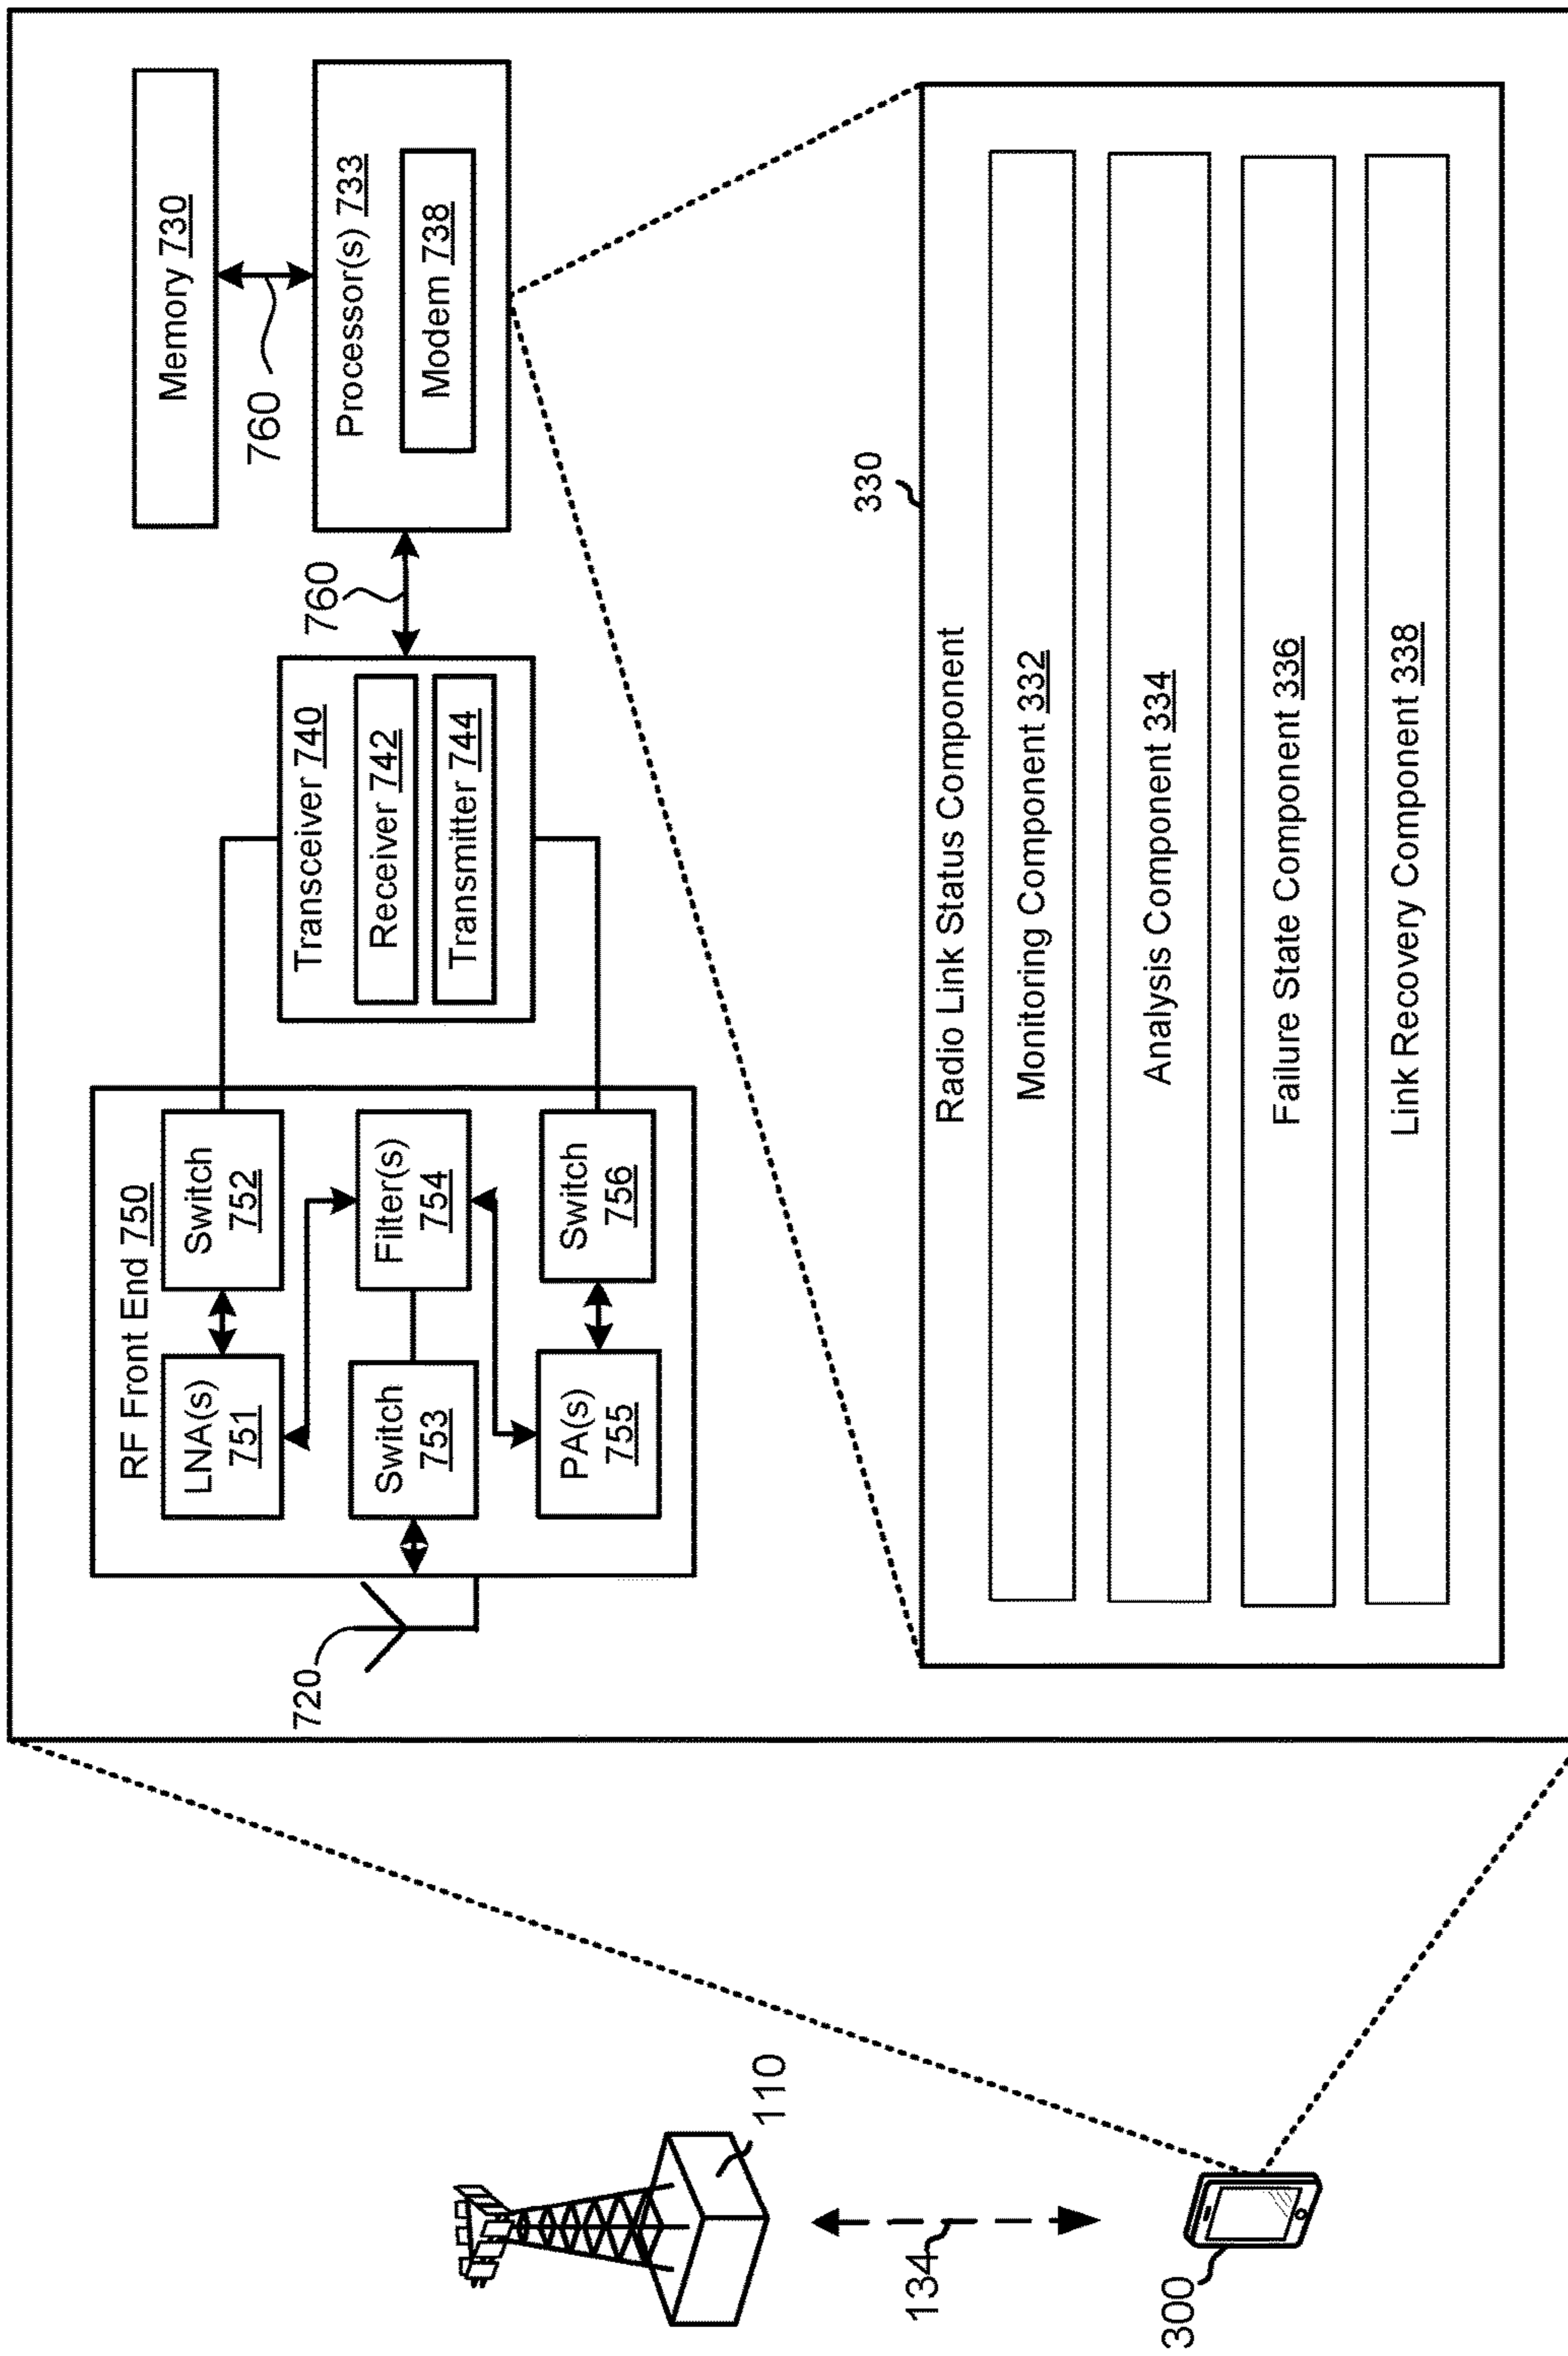 RF Front End 750
LNA(s)
751
Switch
752
Switch
753
Filter(s)
754
PA(s)
755
Switch
756
720
Transceiver 740
Receiver 742
Transmitter 744
760
Memory 730
760
Processor(s) 733
Modem 738
330
Radio Link Status Component
Monitoring Component 332
Analysis Component 334
Failure State Component 336
Link Recovery Component 338
110
134
300